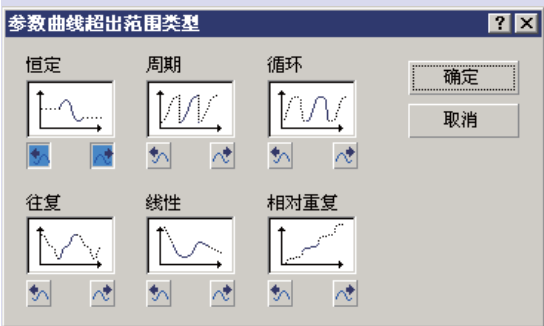 参数曲线超出范围类型
恒定 周期 循环
确定
取消
往复 线性 相对重复